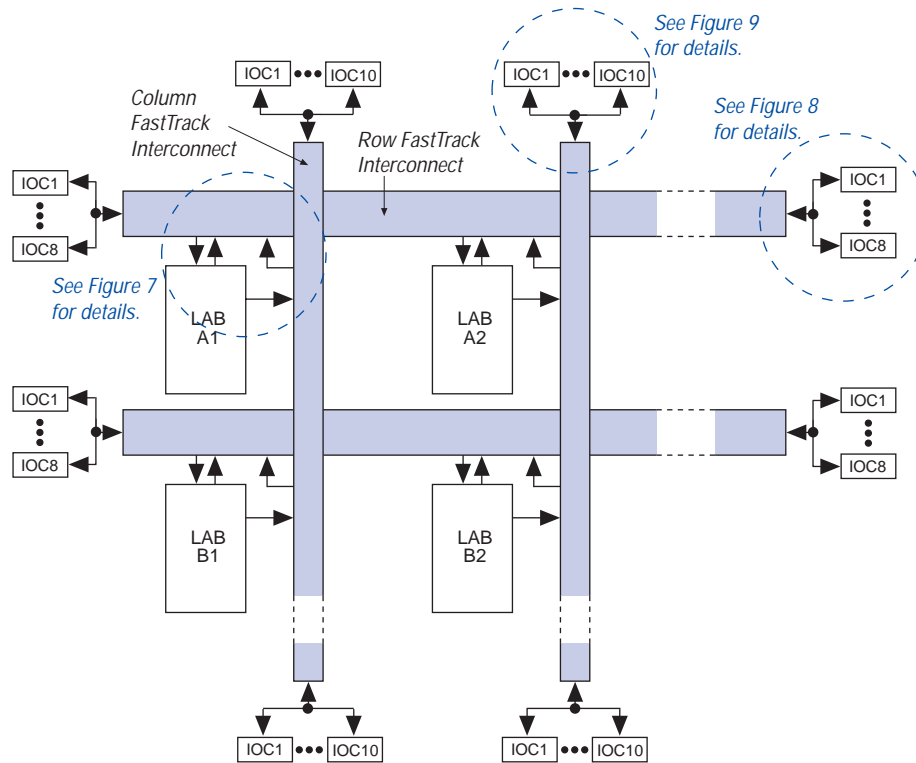 See Figure 9
for details.
IOC1
IOC10
IOC1
IOC10
Column
FastTrack
Interconnect
Row FastTrack
Interconnect
See Figure 8
for details.
IOC1
IOC8
IOC1
IOC8
See Figure 7
for details.
LAB
A1
LAB
A2
IOC1
IOC8
IOC1
IOC8
LAB
B1
LAB
B2
IOC1
IOC10
IOC1
IOC10